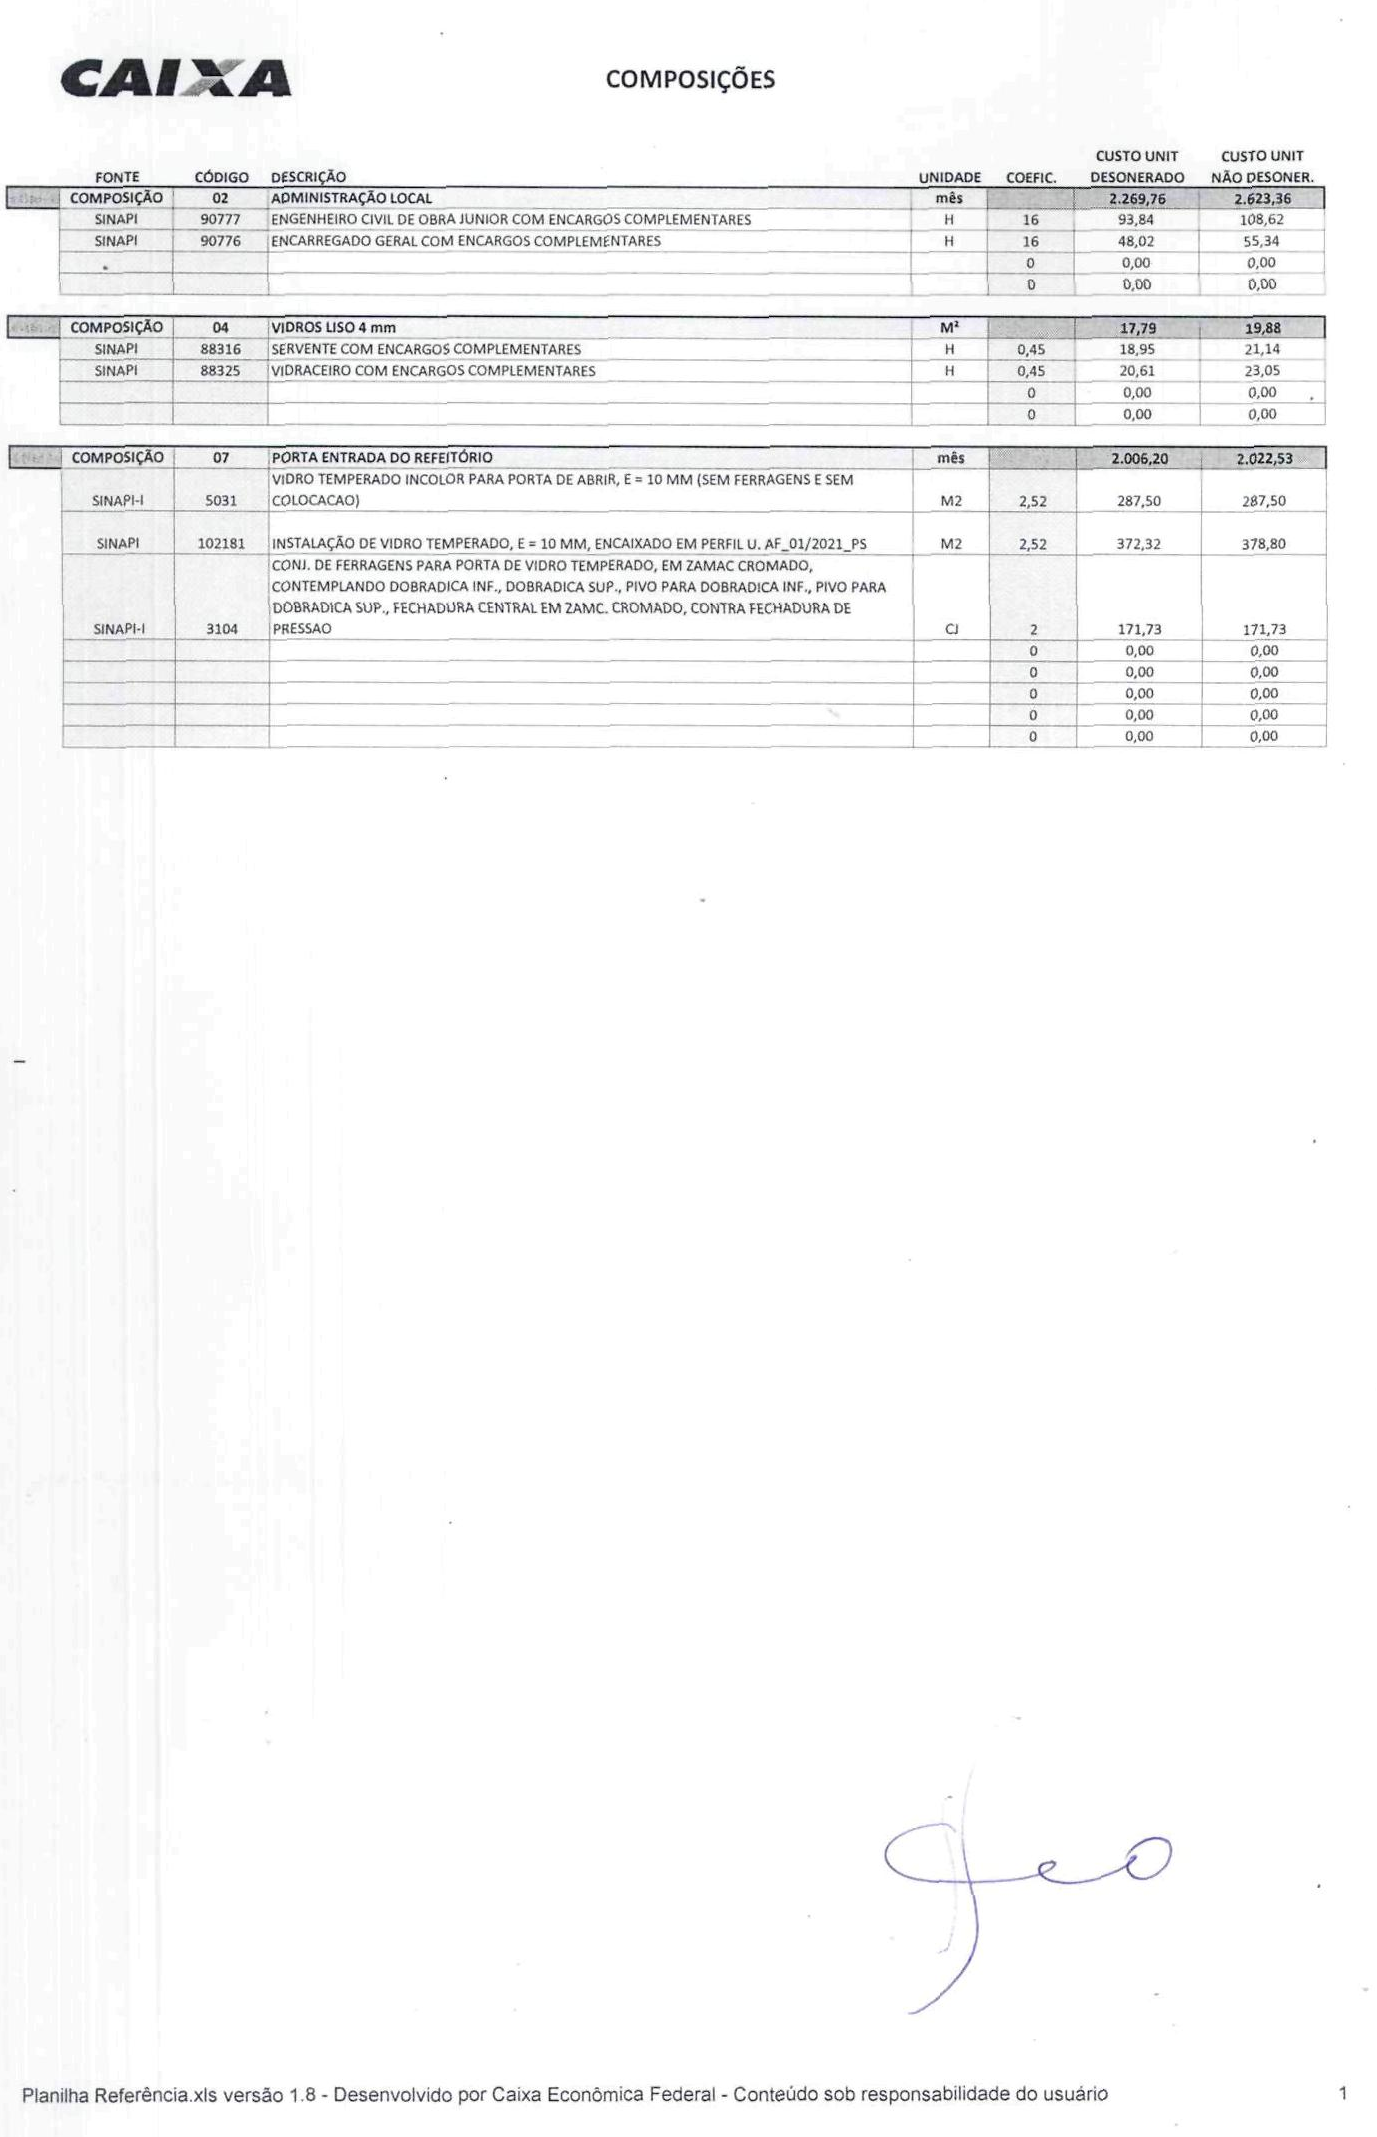 CAIXA
COMPOSIÇÕES
CUSTO UNIT CUSTO UNIT
FONTE CÓDIGO DESCRIÇÃO UNIDADE COEFIC. DESONERADO NÃO DESONER.
COMPOSIÇÃO 02 ADMINISTRAÇÃO LOCAL mês 2.269,76 2.623,36
SINAPI 90777 ENGENHEIRO CIVIL DE OBRA JUNIOR COM ENCARGOS COMPLEMENTARES H 16 93,84 108,62
SINAPI 90776 ENCARREGADO GERAL COM ENCARGOS COMPLEMENTARES H 16 48,02 55,34
0 0,00 0,00
0 0,00 0,00
COMPOSIÇÃO 04 VIDROS LISO 4 mm M² 17,79 19,88
SINAPI 88316 SERVENTE COM ENCARGOS COMPLEMENTARES H 0,45 18,95 21,14
SINAPI 88325 VIDRACEIRO COM ENCARGOS COMPLEMENTARES H 0,45 20,61 23,05
0 0,00 0,00
0 0,00 0,00
COMPOSIÇÃO 07 PORTA ENTRADA DO REFEITÓRIO mês 2.006,20 2.022,53
VIDRO TEMPERADO INCOLOR PARA PORTA DE ABRIR, E = 10 MM (SEM FERRAGENS E SEM
SINAPI-I 5031 COLOCACAO) M2 2,52 287,50 287,50
SINAPI 102181 INSTALAÇÃO DE VIDRO TEMPERADO, E = 10 MM, ENCAIXADO EM PERFIL U. AF_01/2021_PS M2 2,52 372,32 378,80
CONJ. DE FERRAGENS PARA PORTA DE VIDRO TEMPERADO, EM ZAMAC CROMADO,
CONTEMPLANDO DOBRADICA INF., DOBRADICA SUP., PIVO PARA DOBRADICA INF., PIVO PARA
DOBRADICA SUP., FECHADURA CENTRAL EM ZAMC. CROMADO, CONTRA FECHADURA DE
SINAPI-I 3104 PRESSAO CJ 2 171,73 171,73
0 0,00 0,00
0 0,00 0,00
0 0,00 0,00
0 0,00 0,00
0 0,00 0,00
Planilha Referência.xls versão 1.8 - Desenvolvido por Caixa Econômica Federal - Conteúdo sob responsabilidade do usuário 1